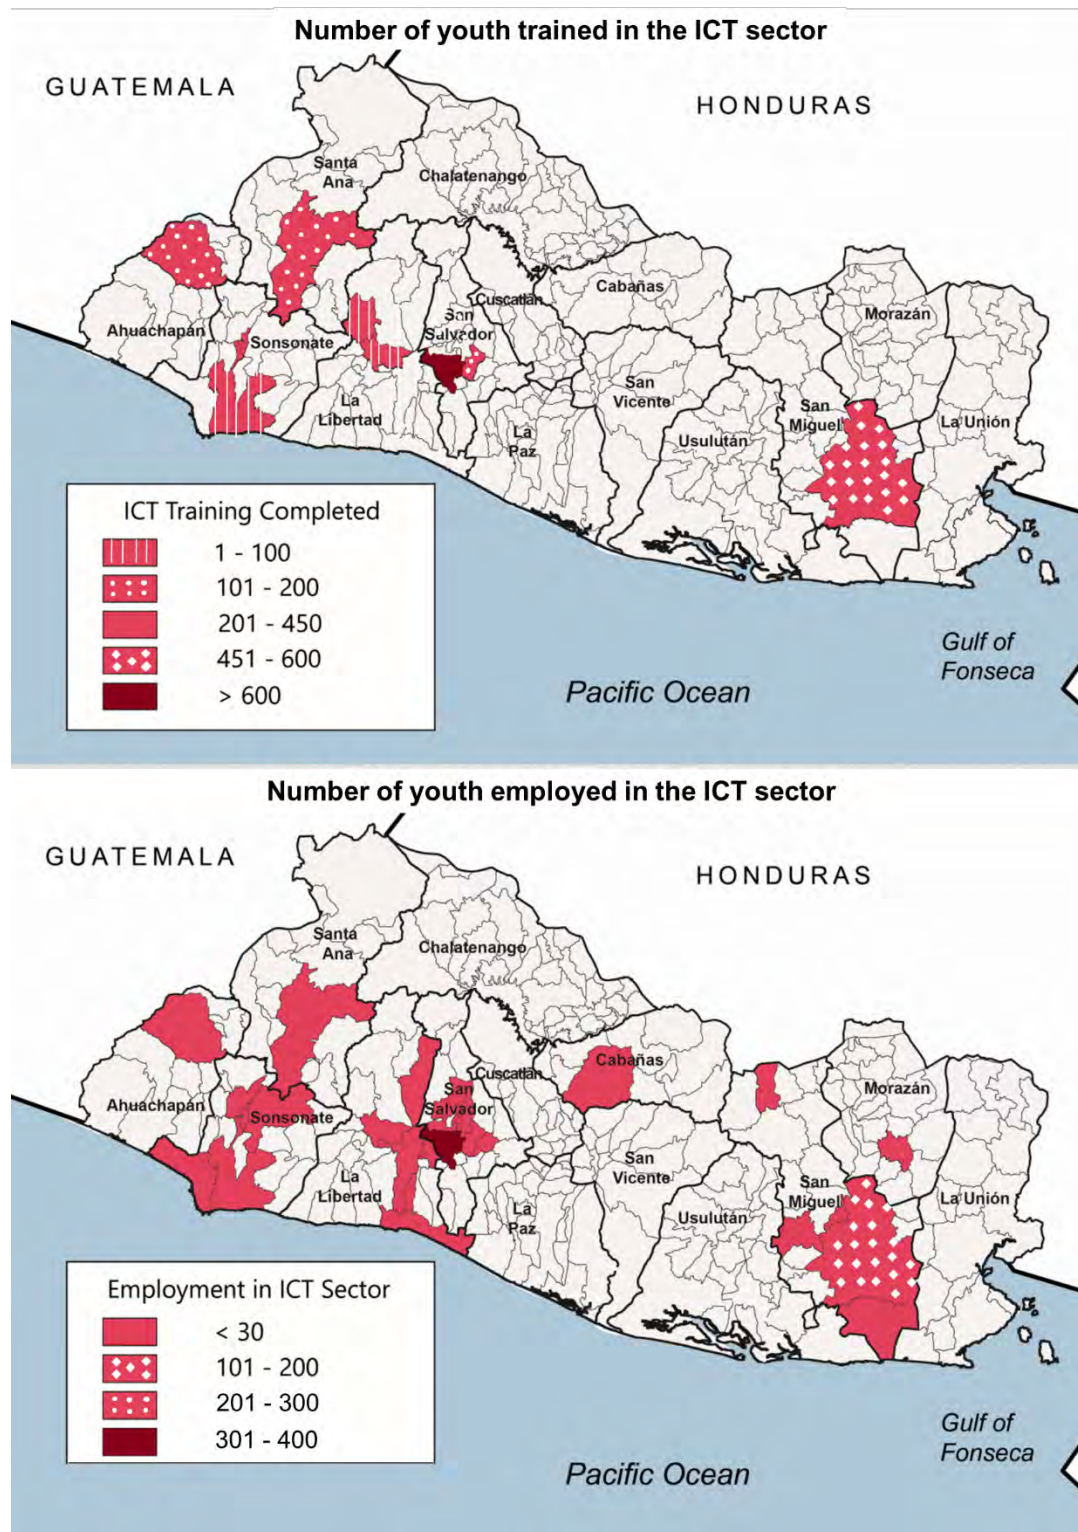 Number of youth trained in the ICT sector
GUATEMALA
HONDURAS
Santa
Ana
Chalatenango
Cabañas
Cuscatlán
San
Salvador
Morazán
Ahuachapán
Sonsonate
La
Libertad
San
Vicente
San
Miguel
La Unión
La
Paz
Usulután
ICT Training Completed
1 - 100
101 - 200
201 - 450
451 - 600
> 600
Gulf of
Fonseca
Pacific Ocean
Number of youth employed in the ICT sector
GUATEMALA
HONDURAS
Santa
Ana
Chalatenango
Cabañas
Cuscatlán
San
Salvador
Morazán
Ahuachapán
Sonsonate
La
Libertad
San
Vicente
San
Miguel
La Unión
La
Paz
Usulután
Employment in ICT Sector
< 30
101 - 200
201 - 300
301 - 400
Gulf of
Fonseca
Pacific Ocean